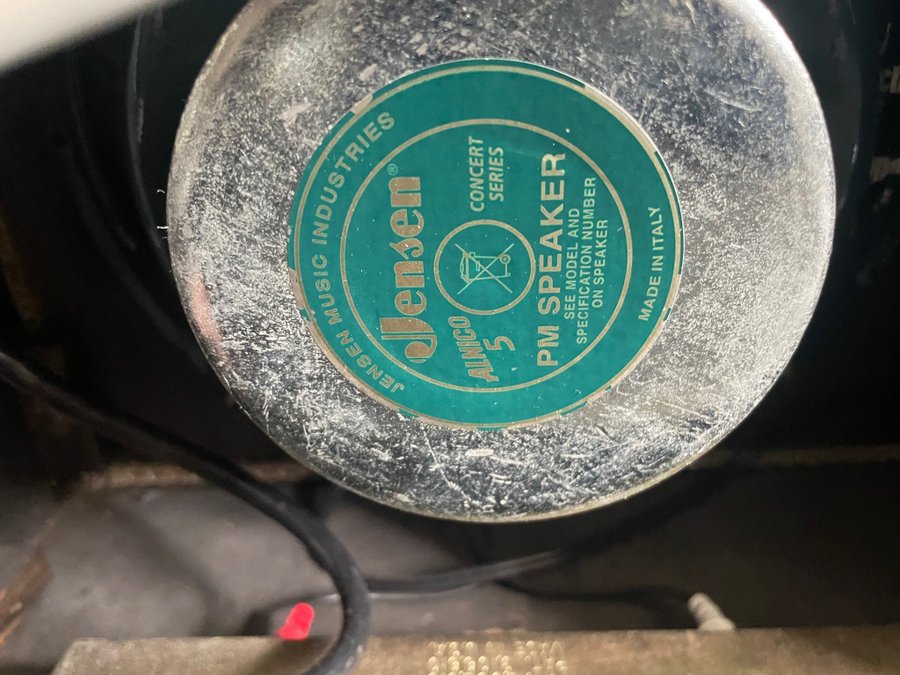 JENSEN MUSIC INDUSTRIES
Jensen®
ALNICO
5
CONCERT
SERIES
PM SPEAKER
SEE MODEL AND
SPECIFICATION NUMBER
ON SPEAKER
MADE IN ITALY